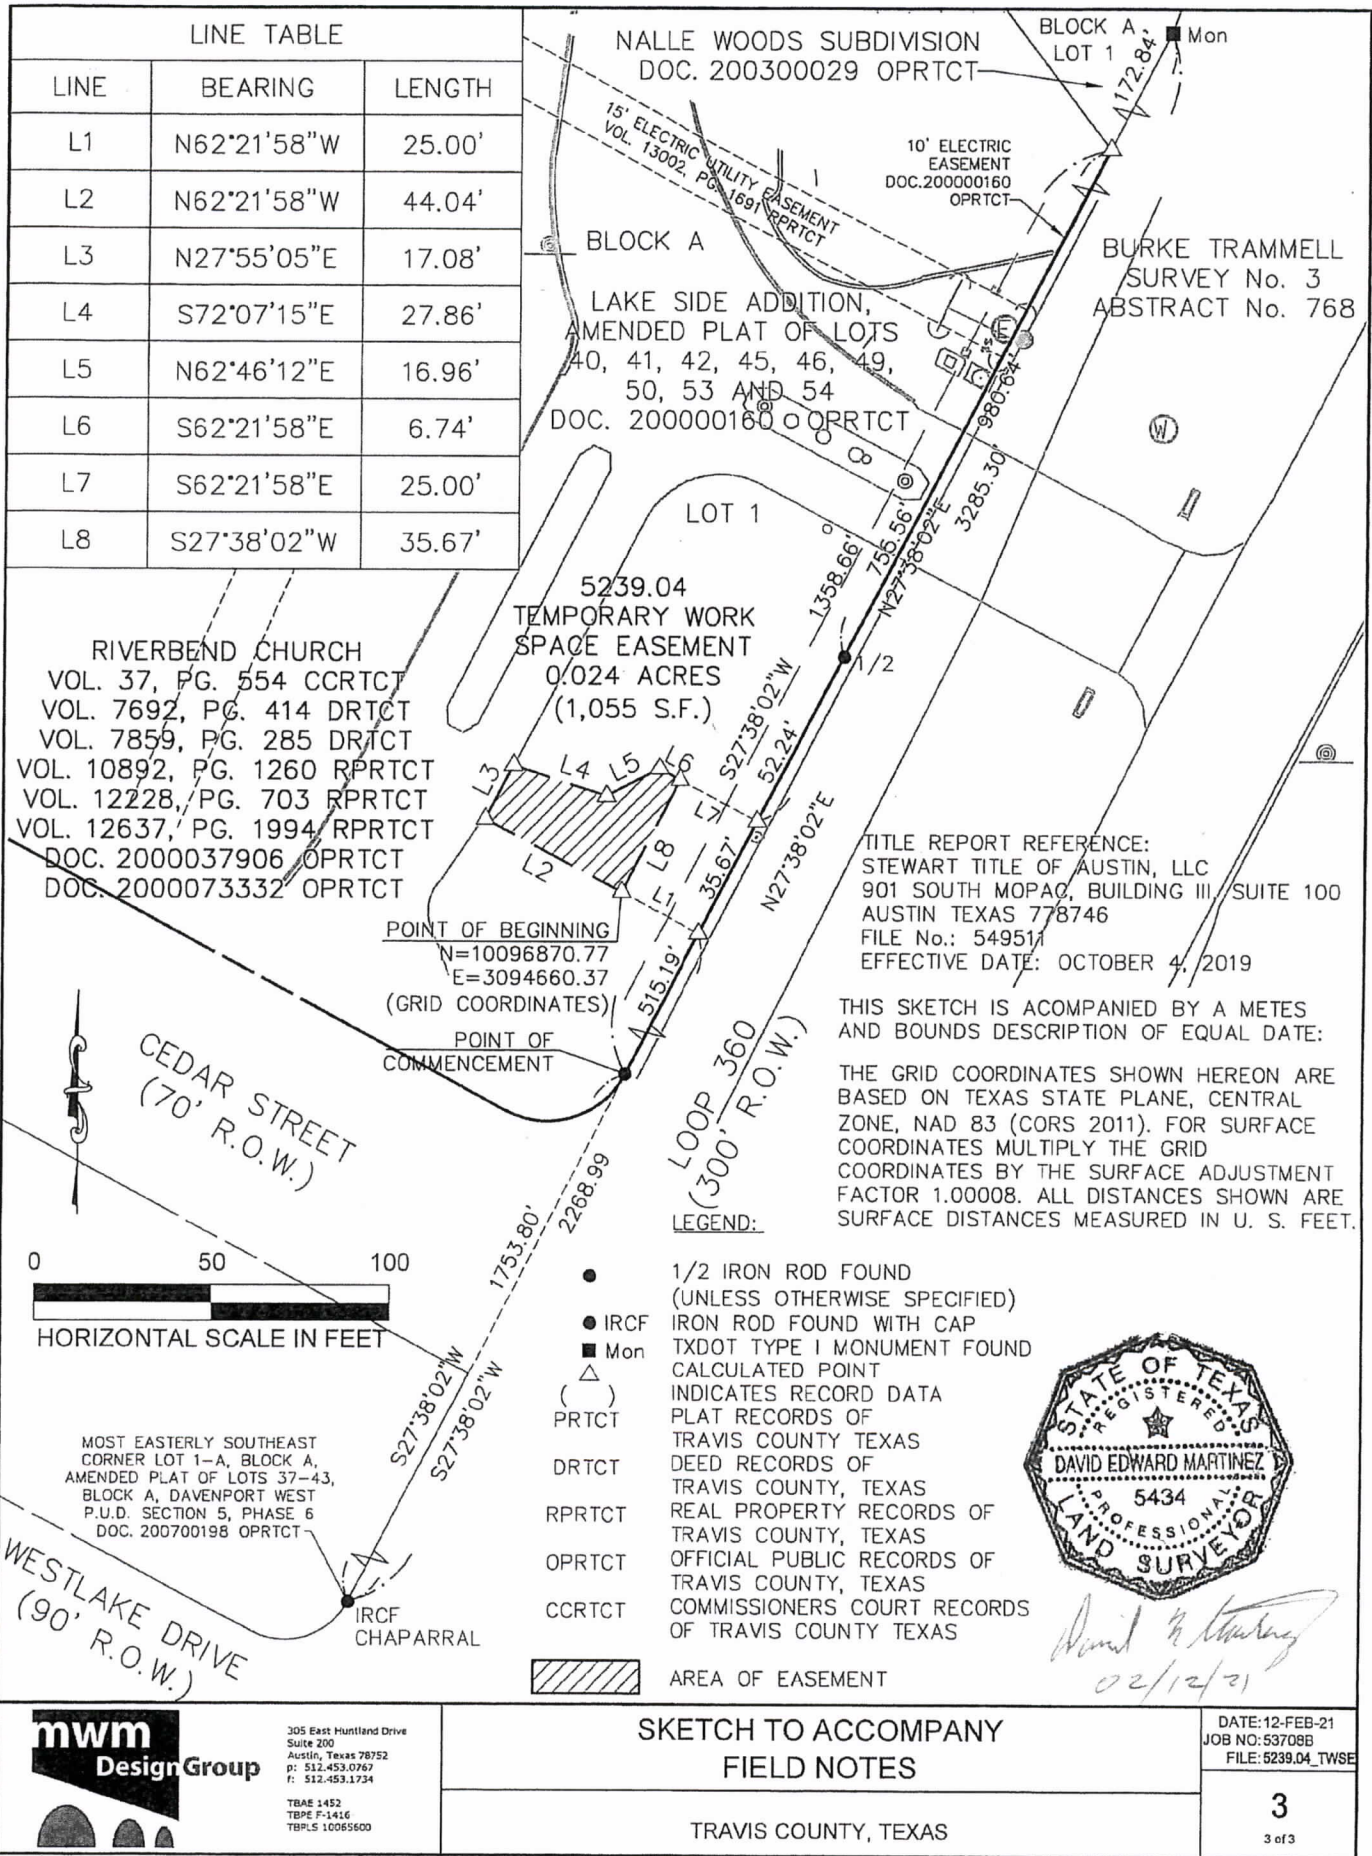 LINE TABLE
LINE BEARING LENGTH
L1 N62°21'58"W 25.00'
L2 N62°21'58"W 44.04'
L3 N27°55'05"E 17.08'
L4 S72°07'15"E 27.86'
L5 N62°46'12"E 16.96'
L6 S62°21'58"E 6.74'
L7 S62°21'58"E 25.00'
L8 S27°38'02"W 35.67'
NALLE WOODS SUBDIVISION
DOC. 200300029 OPRTCT
BLOCK A
LOT 1
Mon
172.84'
15' ELECTRIC UTILITY EASEMENT
VOL. 13002, PG. 1691 RPRTCT
10' ELECTRIC
EASEMENT
DOC.200000160
OPRTCT
BURKE TRAMMELL
SURVEY No. 3
ABSTRACT No. 768
BLOCK A
LAKE SIDE ADDITION,
AMENDED PLAT OF LOTS
40, 41, 42, 45, 46, 49,
50, 53 AND 54
DOC. 200000160 OPRTCT
E
W
LOT 1
980.64'
3285.30'
N27°38'02"E
756.56'
1358.66'
S27°38'02"W
1/2
52.24'
35.67'
N27°38'02"E
515.19'
5239.04
TEMPORARY WORK
SPACE EASEMENT
0.024 ACRES
(1,055 S.F.)
RIVERBEND CHURCH
VOL. 37, PG. 554 CCRTCT
VOL. 7692, PG. 414 DRTCT
VOL. 7859, PG. 285 DRTCT
VOL. 10892, PG. 1260 RPRTCT
VOL. 12228, PG. 703 RPRTCT
VOL. 12637, PG. 1994 RPRTCT
DOC. 2000037906 OPRTCT
DOC. 2000073332 OPRTCT
L3
L4
L5
L6
L7
L8
L2
L1
POINT OF BEGINNING
N=10096870.77
E=3094660.37
(GRID COORDINATES)
POINT OF
COMMENCEMENT
TITLE REPORT REFERENCE:
STEWART TITLE OF AUSTIN, LLC
901 SOUTH MOPAC, BUILDING III, SUITE 100
AUSTIN TEXAS 778746
FILE No.: 549511
EFFECTIVE DATE: OCTOBER 4, 2019
THIS SKETCH IS ACOMPANIED BY A METES
AND BOUNDS DESCRIPTION OF EQUAL DATE:
THE GRID COORDINATES SHOWN HEREON ARE
BASED ON TEXAS STATE PLANE, CENTRAL
ZONE, NAD 83 (CORS 2011). FOR SURFACE
COORDINATES MULTIPLY THE GRID
COORDINATES BY THE SURFACE ADJUSTMENT
FACTOR 1.00008. ALL DISTANCES SHOWN ARE
SURFACE DISTANCES MEASURED IN U. S. FEET.
CEDAR STREET
(70' R.O.W.)
LOOP 360
(300' R.O.W.)
1753.80'
2268.99
S27°38'02"W
S27°38'02"W
0 50 100
HORIZONTAL SCALE IN FEET
MOST EASTERLY SOUTHEAST
CORNER LOT 1-A, BLOCK A,
AMENDED PLAT OF LOTS 37-43,
BLOCK A, DAVENPORT WEST
P.U.D. SECTION 5, PHASE 6
DOC. 200700198 OPRTCT
WESTLAKE DRIVE
(90' R.O.W.)
IRCF
CHAPARRAL
LEGEND:
1/2 IRON ROD FOUND
(UNLESS OTHERWISE SPECIFIED)
IRCF IRON ROD FOUND WITH CAP
Mon TXDOT TYPE I MONUMENT FOUND
CALCULATED POINT
( ) INDICATES RECORD DATA
PRTCT PLAT RECORDS OF
TRAVIS COUNTY TEXAS
DRTCT DEED RECORDS OF
TRAVIS COUNTY, TEXAS
RPRTCT REAL PROPERTY RECORDS OF
TRAVIS COUNTY, TEXAS
OPRTCT OFFICIAL PUBLIC RECORDS OF
TRAVIS COUNTY, TEXAS
CCRTCT COMMISSIONERS COURT RECORDS
OF TRAVIS COUNTY TEXAS
AREA OF EASEMENT
STATE OF TEXAS
REGISTERED
DAVID EDWARD MARTINEZ
5434
PROFESSIONAL
LAND SURVEYOR
02/12/21
mwm
DesignGroup
305 East Huntland Drive
Suite 200
Austin, Texas 78752
p: 512.453.0767
f: 512.453.1734
TBAE 1452
TBPE F-1416
TBPLS 10065600
SKETCH TO ACCOMPANY
FIELD NOTES
TRAVIS COUNTY, TEXAS
DATE:12-FEB-21
JOB NO:53708B
FILE:5239.04_TWSE
3
3 of 3